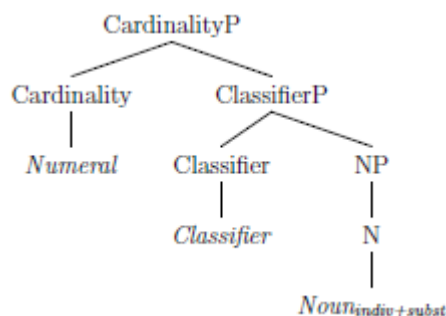 CardinalityP
Cardinality ClassifierP
Numeral Classifier NP
Classifier N
Noun indiv+subst